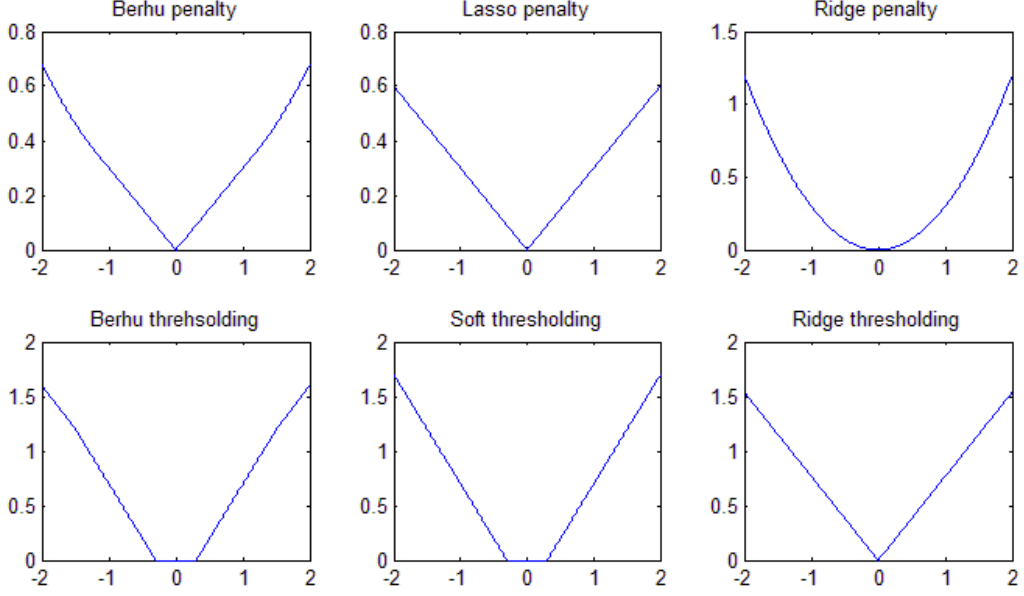 Berhu penalty
0.8
0.6
0.4
0.2
0
-2 -1 0 1 2
Lasso penalty
0.8
0.6
0.4
0.2
0
-2 -1 0 1 2
Ridge penalty
1.5
1
0.5
0
-2 -1 0 1 2
Berhu threhsolding
2
1.5
1
0.5
0
-2 -1 0 1 2
Soft thresholding
2
1.5
1
0.5
0
-2 -1 0 1 2
Ridge thresholding
2
1.5
1
0.5
0
-2 -1 0 1 2